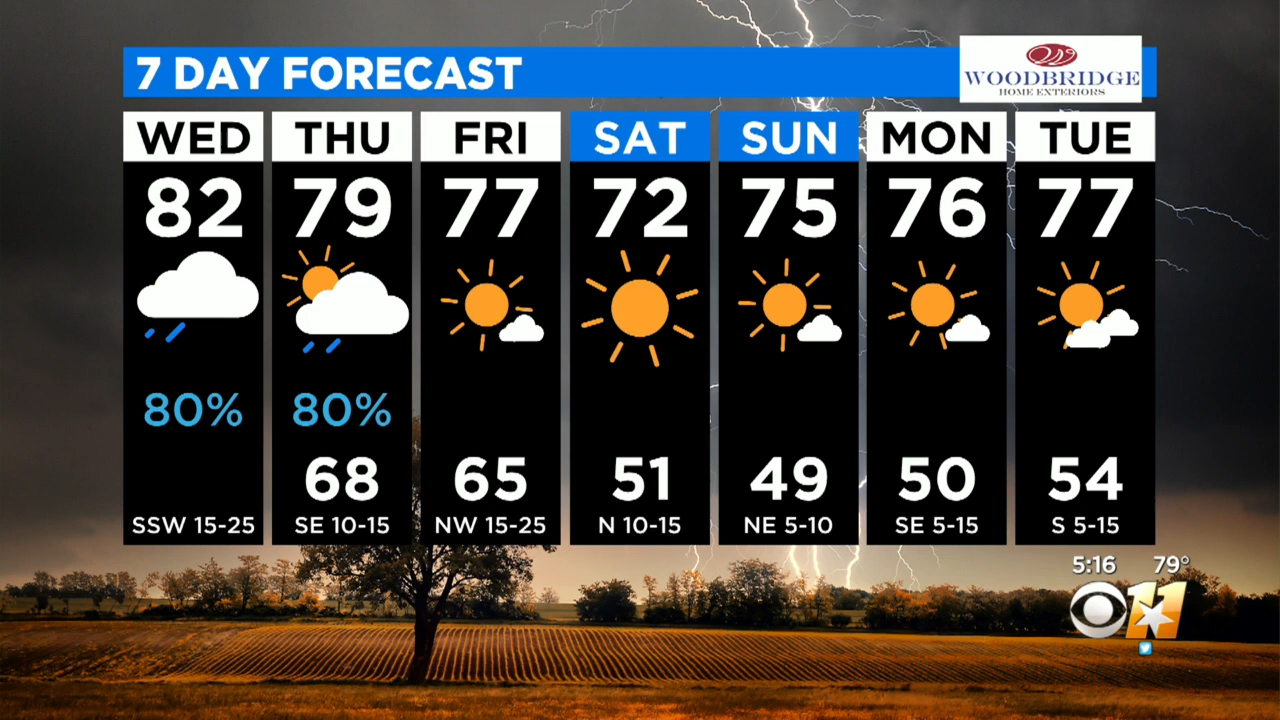 7 DAY FORECAST
WOODBRIDGE
HOME EXTERIORS
WED THU FRI SAT SUN MON TUE
82 79 77 72 75 76 77
80% 80%
68 65 51 49 50 54
SSW 15-25 SE 10-15 NW 15-25 N 10-15 NE 5-10 SE 5-15 S 5-15
5:16 79°
11